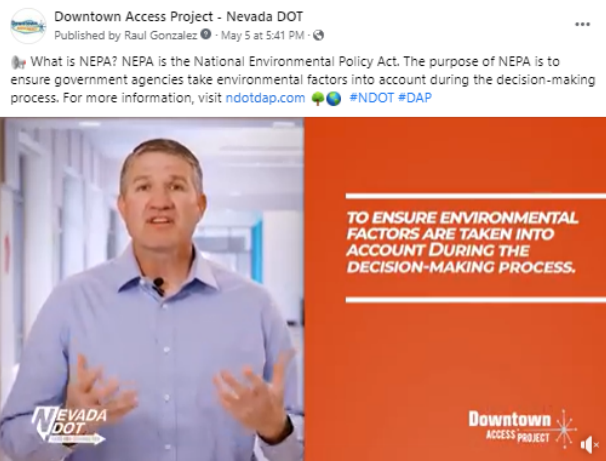 Downtown Access Project - Nevada DOT
Published by Raul Gonzalez · May 5 at 5:41 PM ·
What is NEPA? NEPA is the National Environmental Policy Act. The purpose of NEPA is to
ensure government agencies take environmental factors into account during the decision-making
process. For more information, visit ndotdap.com #NDOT #DAP
TO ENSURE ENVIRONMENTAL
FACTORS ARE TAKEN INTO
ACCOUNT DURING THE
DECISION-MAKING PROCESS.
NEVADA
DOT
Downtown
ACCESS PROJECT